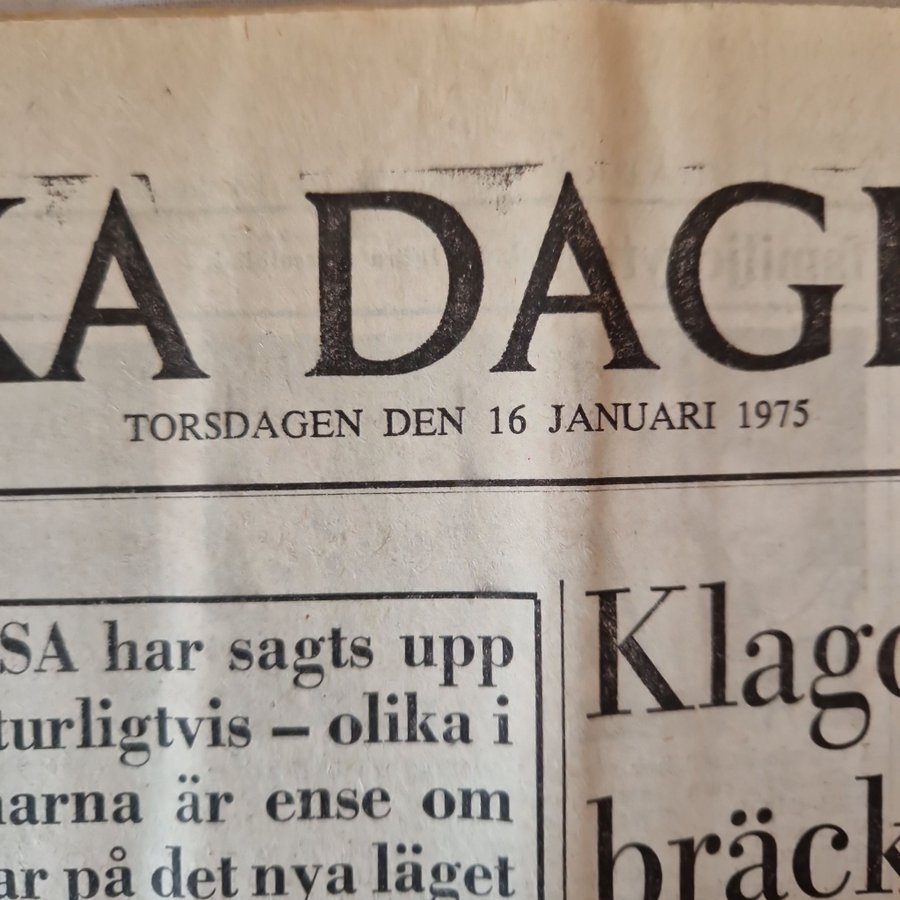 KA DAGE
TORSDAGEN DEN 16 JANUARI 1975
SA har sagts upp
turligtvis – olika i
narna är ense om
ar på det nya läget
Klago
bräck